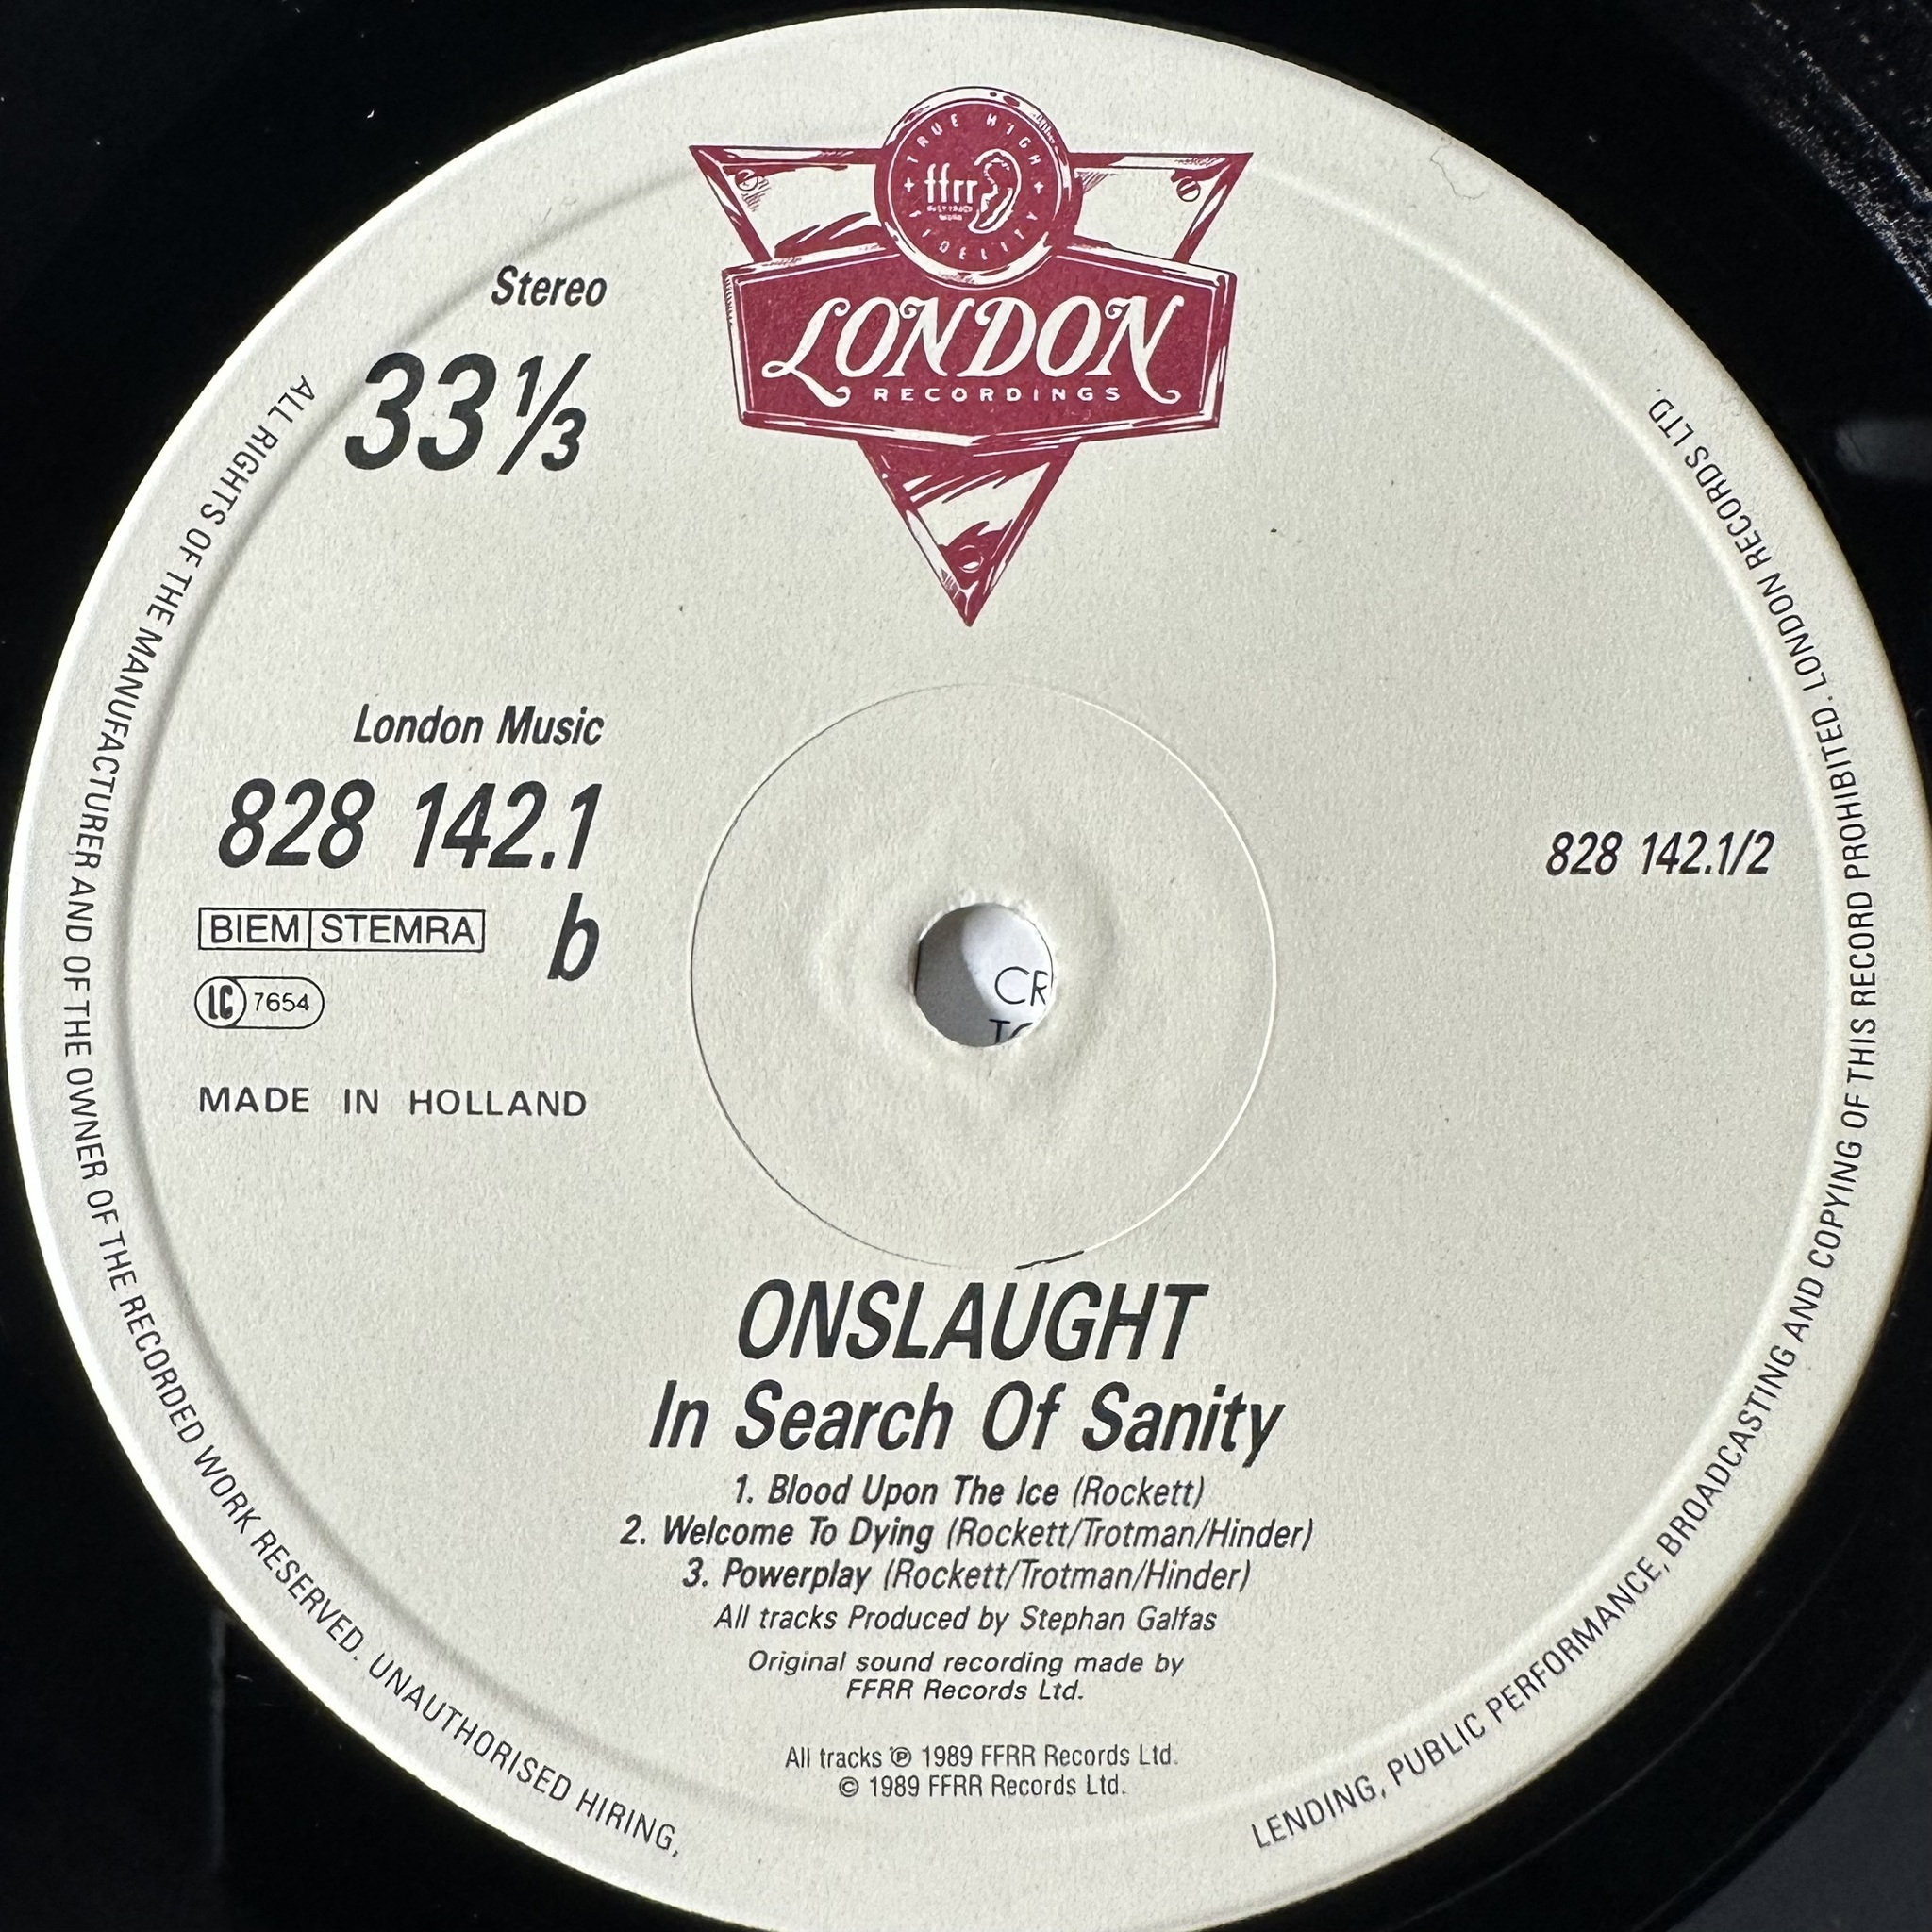 TRUE HIGH
ffrr
FIDELITY
LONDON
RECORDINGS
Stereo
33⅓
London Music
828 142.1
b
BIEM STEMRA
LC 7654
MADE IN HOLLAND
828 142.1/2
CR
ONSLAUGHT
In Search Of Sanity
1. Blood Upon The Ice (Rockett)
2. Welcome To Dying (Rockett/Trotman/Hinder)
3. Powerplay (Rockett/Trotman/Hinder)
All tracks Produced by Stephan Galfas
Original sound recording made by
FFRR Records Ltd.
All tracks ℗ 1989 FFRR Records Ltd.
© 1989 FFRR Records Ltd.
ALL RIGHTS OF THE MANUFACTURER AND OF THE OWNER OF THE RECORDED WORK RESERVED. UNAUTHORISED HIRING,
LENDING, PUBLIC PERFORMANCE, BROADCASTING AND COPYING OF THIS RECORD PROHIBITED. LONDON RECORDS LTD.